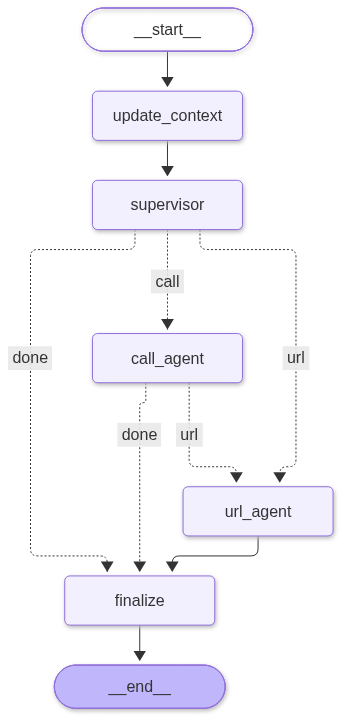 __start__
update_context
supervisor
call
done
url
call_agent
done
url
url_agent
finalize
__end__